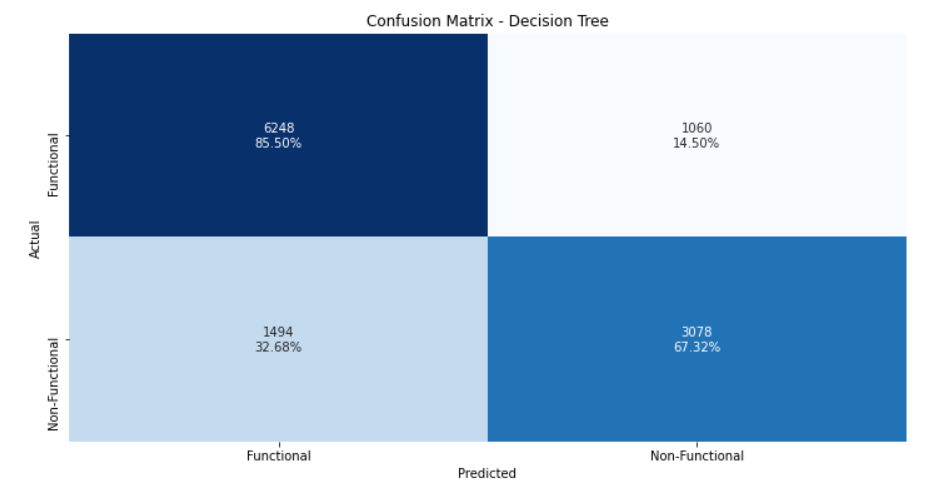 Confusion Matrix - Decision Tree
Functional
6248
85.50%
1060
14.50%
Actual
Non-Functional
1494
32.68%
3078
67.32%
Functional
Non-Functional
Predicted